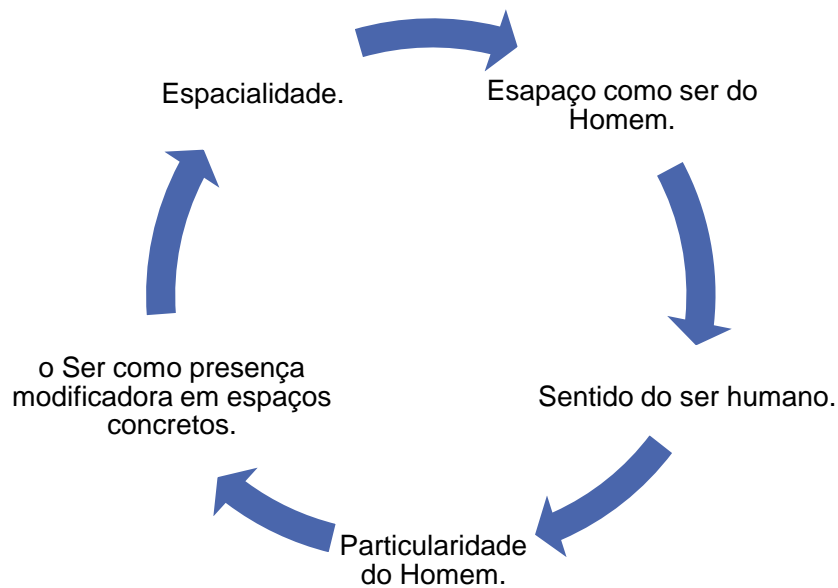 Espacialidade.
Esapaço como ser do
Homem.
Sentido do ser humano.
Particularidade
do Homem.
o Ser como presença
modificadora em espaços
concretos.